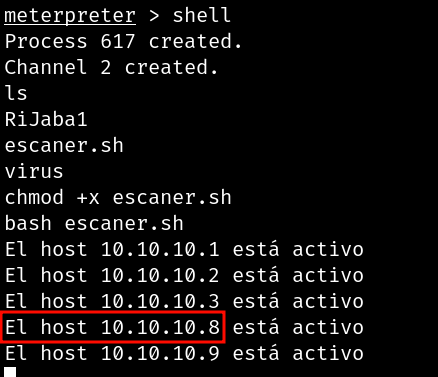 meterpreter > shell
Process 617 created.
Channel 2 created.
ls
RiJaba1
escaner.sh
virus
chmod +x escaner.sh
bash escaner.sh
El host 10.10.10.1 está activo
El host 10.10.10.2 está activo
El host 10.10.10.3 está activo
El host 10.10.10.8 está activo
El host 10.10.10.9 está activo